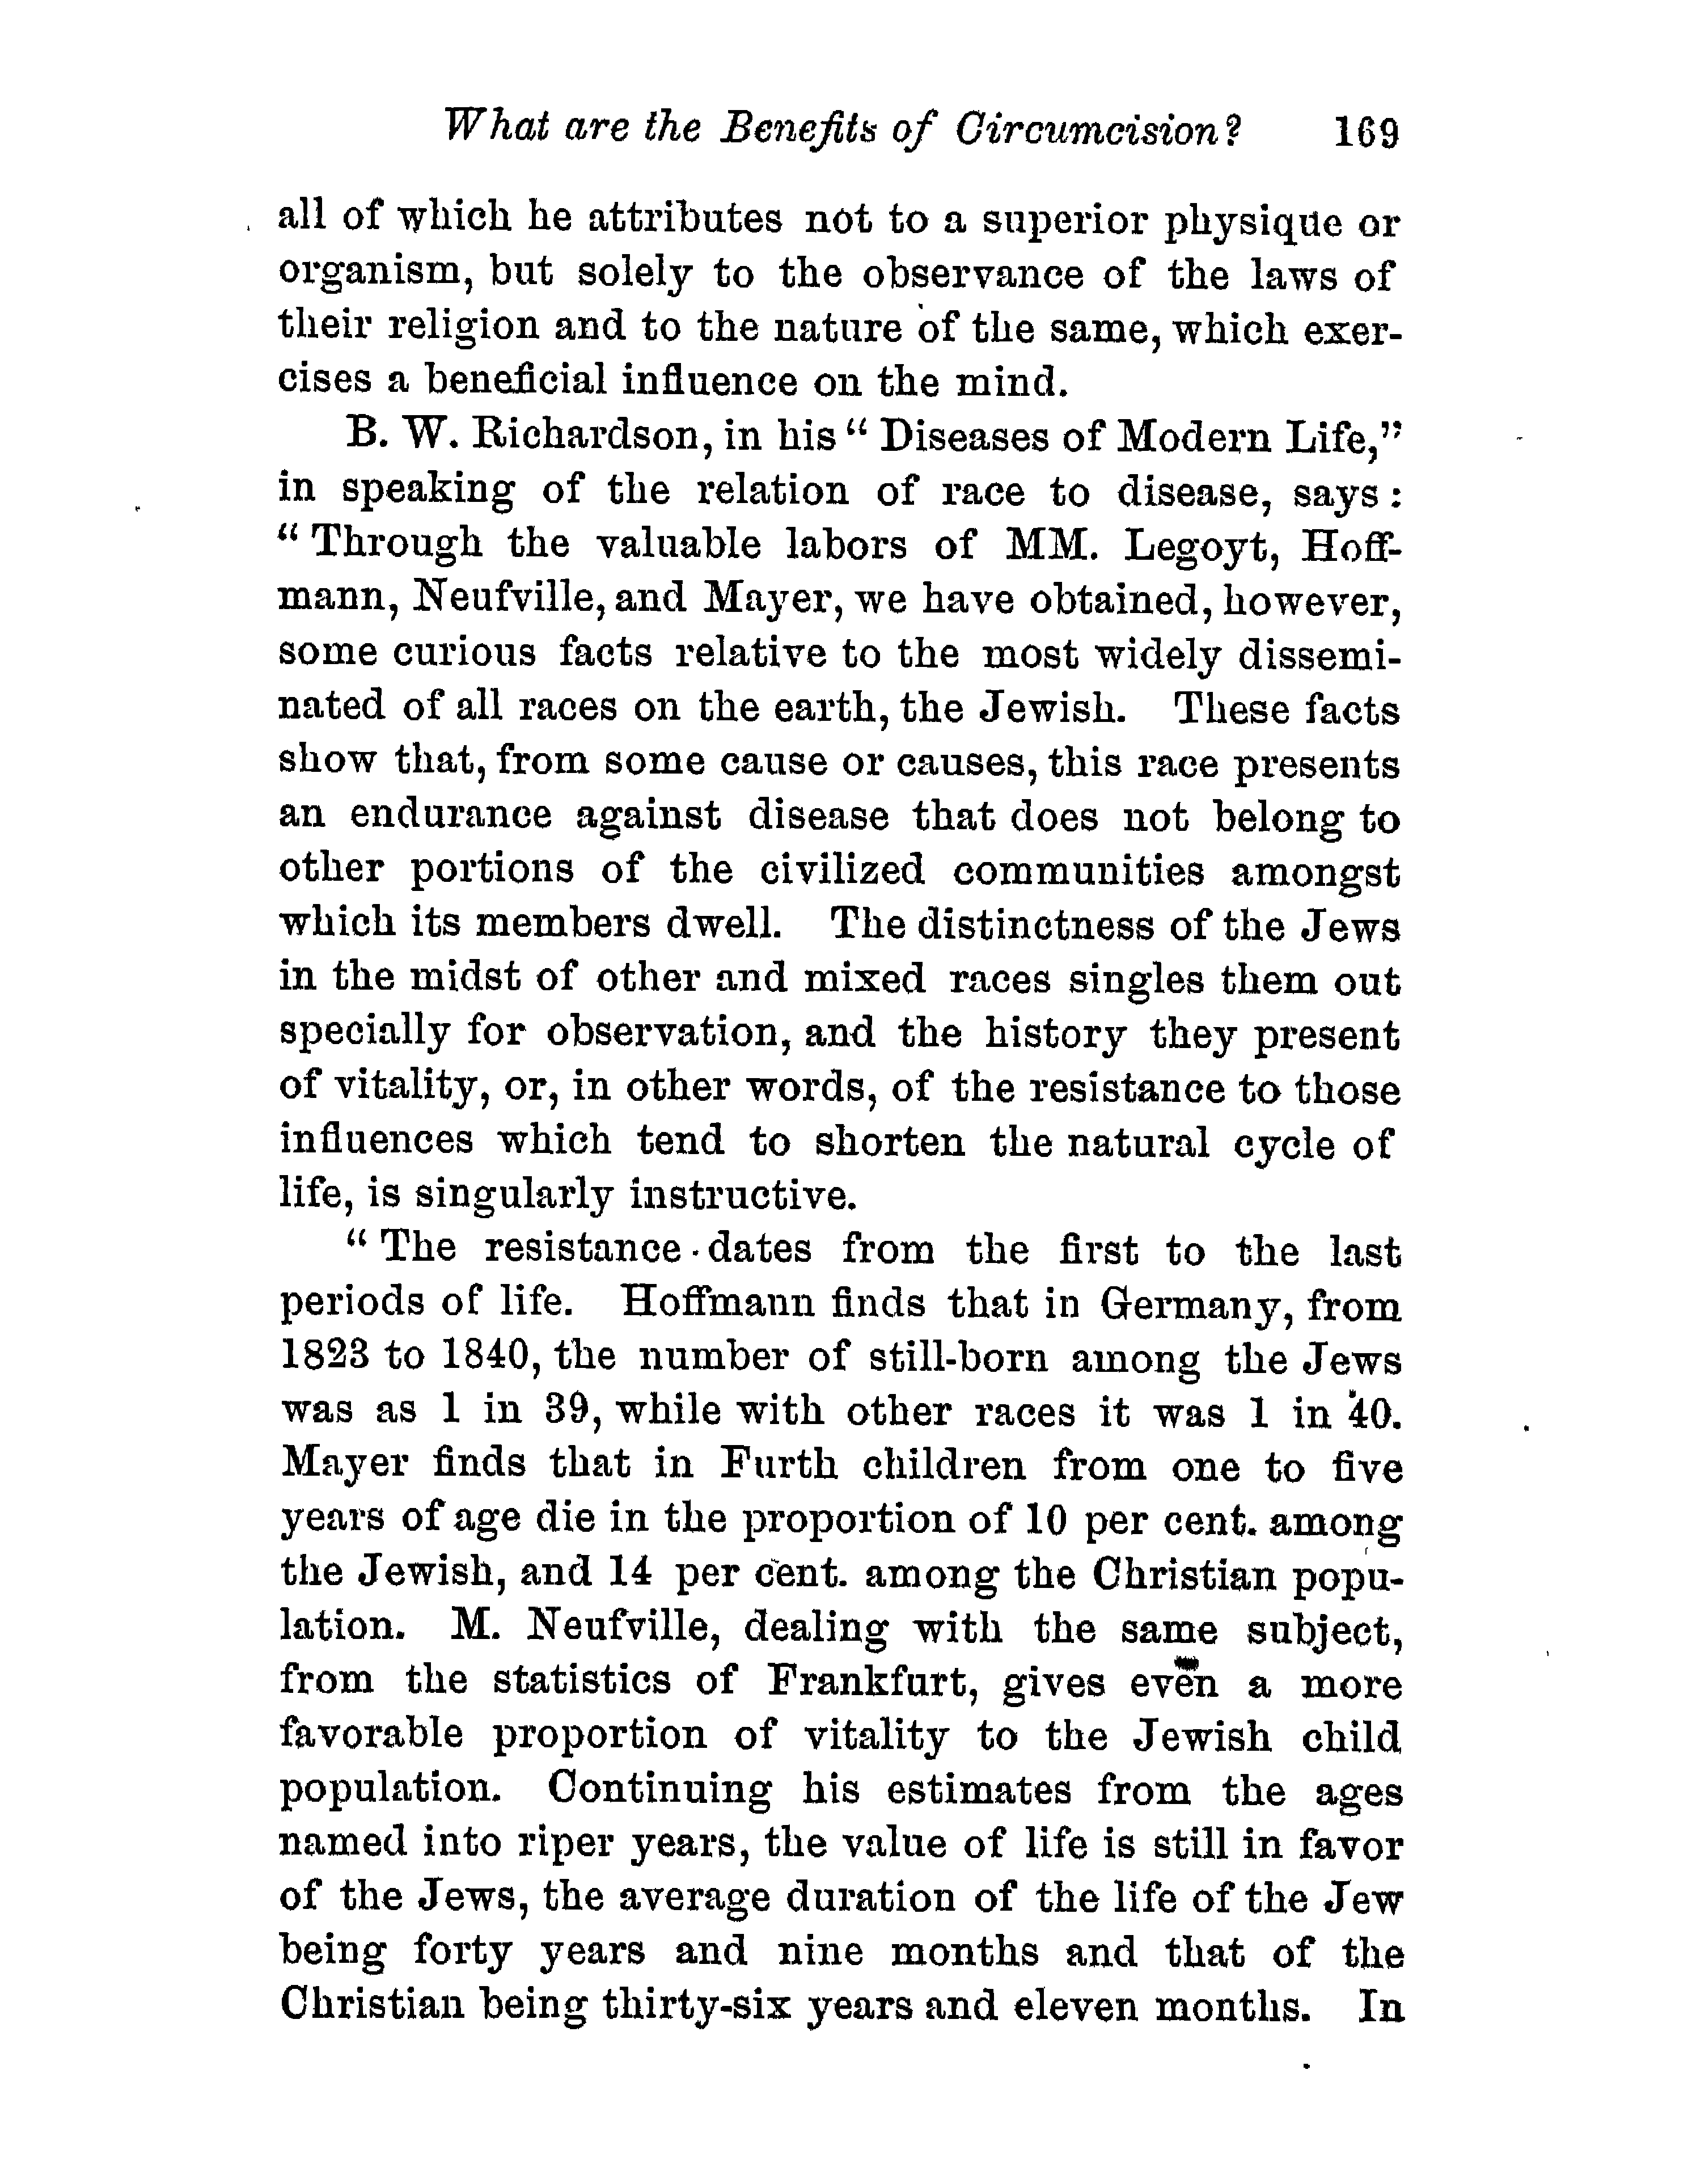 What are the Benefits of Circumcision? 169
all of which he attributes not to a superior physique or
organism, but solely to the observance of the laws of
their religion and to the nature of the same, which exer-
cises a beneficial influence on the mind.
B. W. Richardson, in his “Diseases of Modern Life,”
in speaking of the relation of race to disease, says:
“Through the valuable labors of MM. Legoyt, Hoff-
mann, Neufville, and Mayer, we have obtained, however,
some curious facts relative to the most widely dissemi-
nated of all races on the earth, the Jewish. These facts
show that, from some cause or causes, this race presents
an endurance against disease that does not belong to
other portions of the civilized communities amongst
which its members dwell. The distinctness of the Jews
in the midst of other and mixed races singles them out
specially for observation, and the history they present
of vitality, or, in other words, of the resistance to those
influences which tend to shorten the natural cycle of
life, is singularly instructive.
“The resistance dates from the first to the last
periods of life. Hoffmann finds that in Germany, from
1823 to 1840, the number of still-born among the Jews
was as 1 in 39, while with other races it was 1 in 40.
Mayer finds that in Furth children from one to five
years of age die in the proportion of 10 per cent. among
the Jewish, and 14 per cent. among the Christian popu-
lation. M. Neufville, dealing with the same subject,
from the statistics of Frankfurt, gives even a more
favorable proportion of vitality to the Jewish child
population. Continuing his estimates from the ages
named into riper years, the value of life is still in favor
of the Jews, the average duration of the life of the Jew
being forty years and nine months and that of the
Christian being thirty-six years and eleven months. In